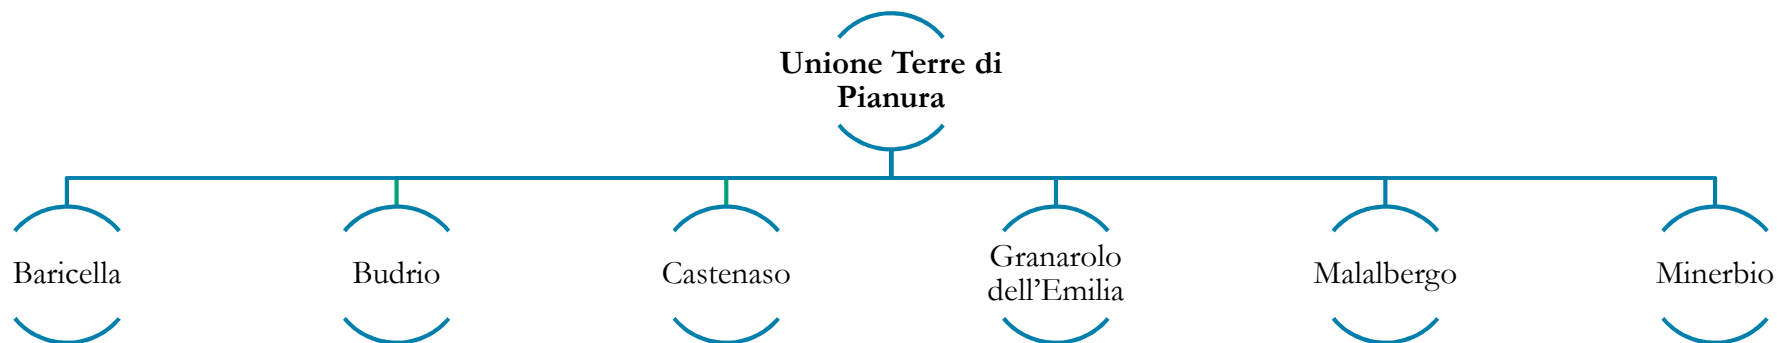 Unione Terre di
Pianura
Baricella
Budrio
Castenaso
Granarolo
dell’Emilia
Malalbergo
Minerbio